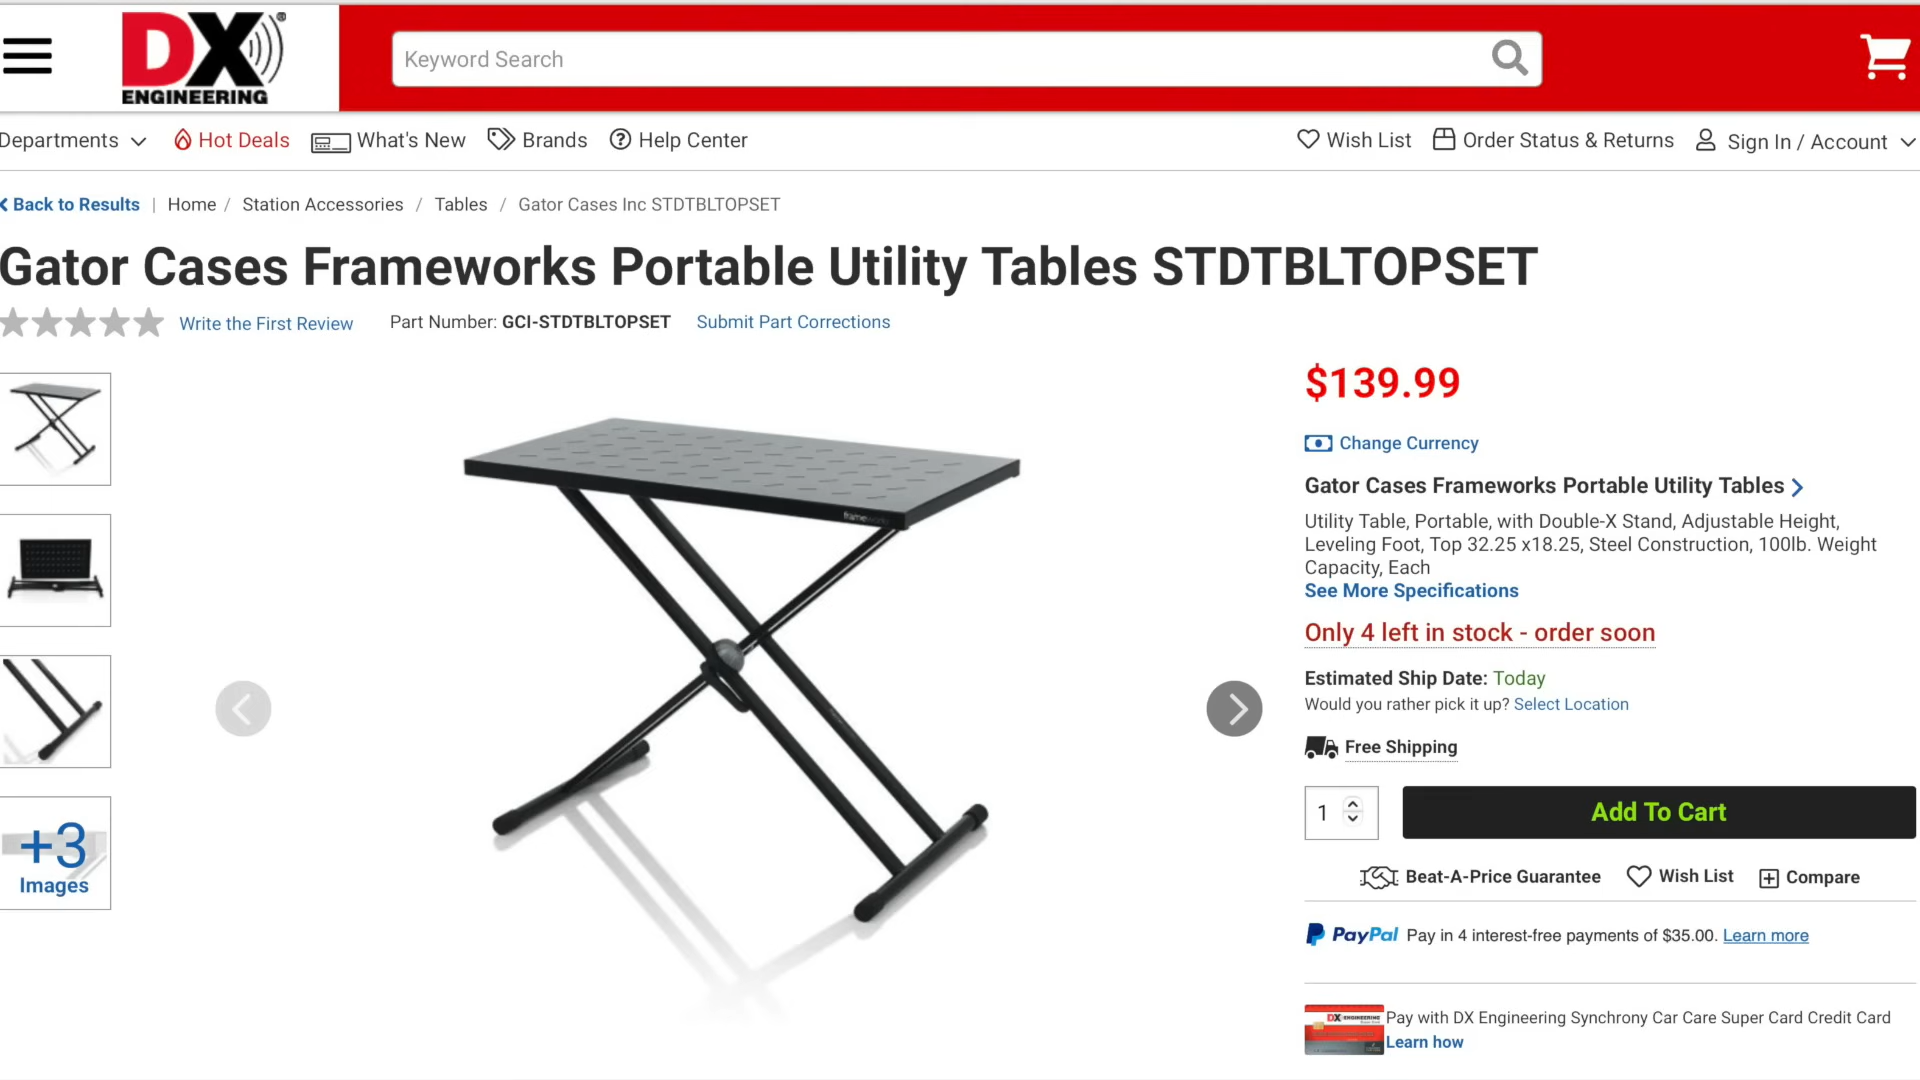 DX
ENGINEERING
Keyword Search
Departments
Hot Deals
What's New
Brands
Help Center
Wish List
Order Status & Returns
Sign In / Account
Back to Results | Home / Station Accessories / Tables / Gator Cases Inc STDTBLTOPSET
Gator Cases Frameworks Portable Utility Tables STDTBLTOPSET
Write the First Review
Part Number: GCI-STDTBLTOPSET
Submit Part Corrections
+3
Images
frameworks
$139.99
Change Currency
Gator Cases Frameworks Portable Utility Tables
Utility Table, Portable, with Double-X Stand, Adjustable Height,
Leveling Foot, Top 32.25 x18.25, Steel Construction, 100lb. Weight
Capacity, Each
See More Specifications
Only 4 left in stock - order soon
Estimated Ship Date: Today
Would you rather pick it up? Select Location
Free Shipping
1
Add To Cart
Beat-A-Price Guarantee
Wish List
Compare
PayPal Pay in 4 interest-free payments of $35.00. Learn more
DX ENGINEERING
Pay with DX Engineering Synchrony Car Care Super Card Credit Card
Learn how